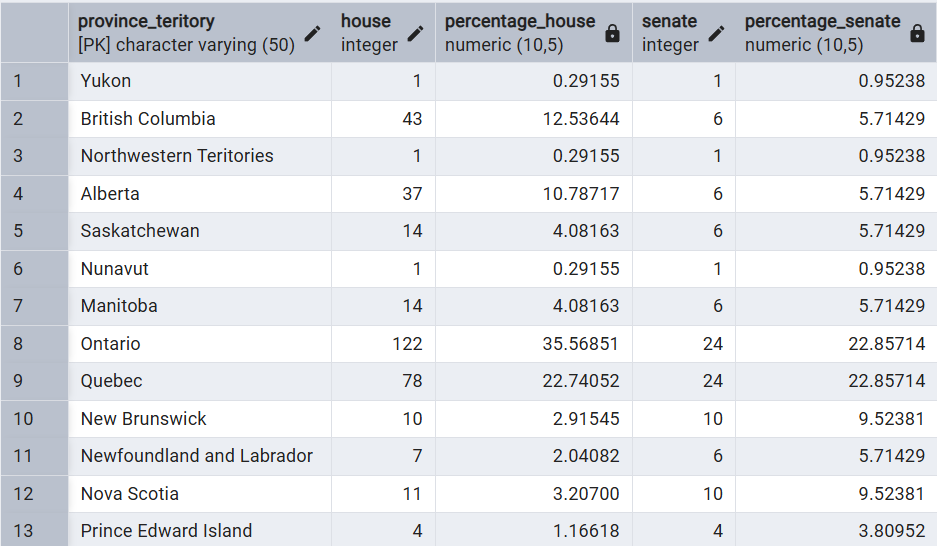 province_teritory house percentage_house senate percentage_senate
[PK] character varying (50) integer numeric (10,5) integer numeric (10,5)
1 Yukon 1 0.29155 1 0.95238
2 British Columbia 43 12.53644 6 5.71429
3 Northwestern Teritories 1 0.29155 1 0.95238
4 Alberta 37 10.78717 6 5.71429
5 Saskatchewan 14 4.08163 6 5.71429
6 Nunavut 1 0.29155 1 0.95238
7 Manitoba 14 4.08163 6 5.71429
8 Ontario 122 35.56851 24 22.85714
9 Quebec 78 22.74052 24 22.85714
10 New Brunswick 10 2.91545 10 9.52381
11 Newfoundland and Labrador 7 2.04082 6 5.71429
12 Nova Scotia 11 3.20700 10 9.52381
13 Prince Edward Island 4 1.16618 4 3.80952